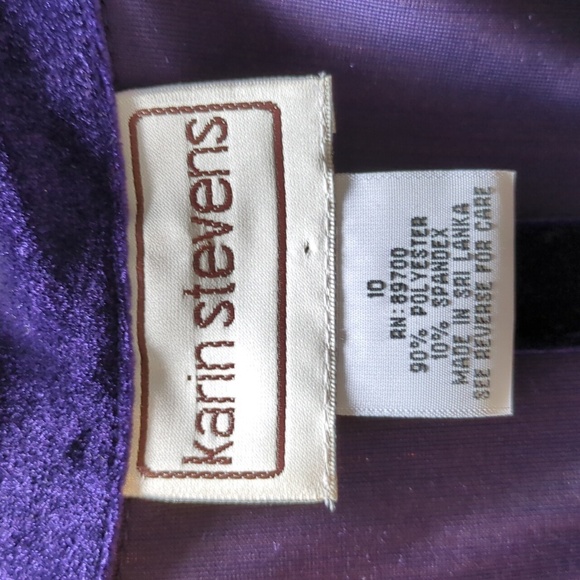 karin stevens
10
RN: 89700
90% POLYESTER
10% SPANDEX
MADE IN SRI LANKA
SEE REVERSE FOR CARE